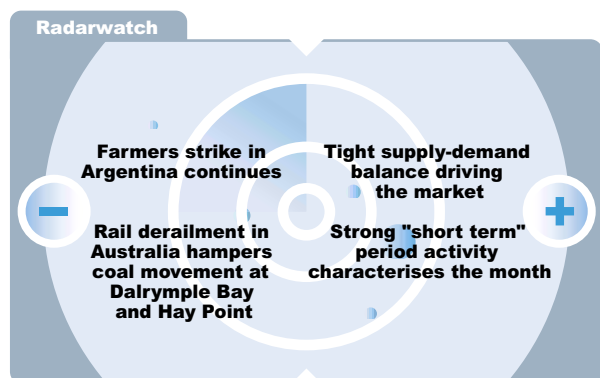 Radarwatch
Farmers strike in
Argentina continues
Rail derailment in
Australia hampers
coal movement at
Dalrymple Bay
and Hay Point
Tight supply-demand
balance driving
the market
Strong "short term"
period activity
characterises the month